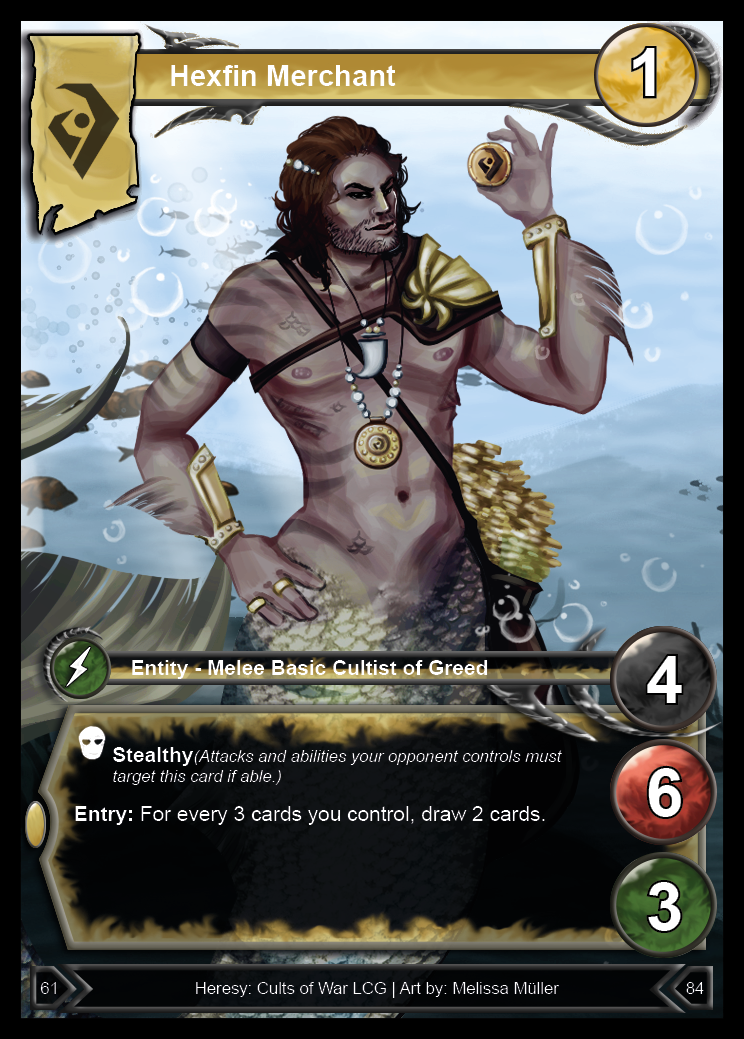 Hexfin Merchant
1
Entity - Melee Basic Cultist of Greed
4
Stealthy(Attacks and abilities your opponent controls must
target this card if able.)
6
Entry: For every 3 cards you control, draw 2 cards.
3
61
Heresy: Cults of War LCG | Art by: Melissa Müller
84